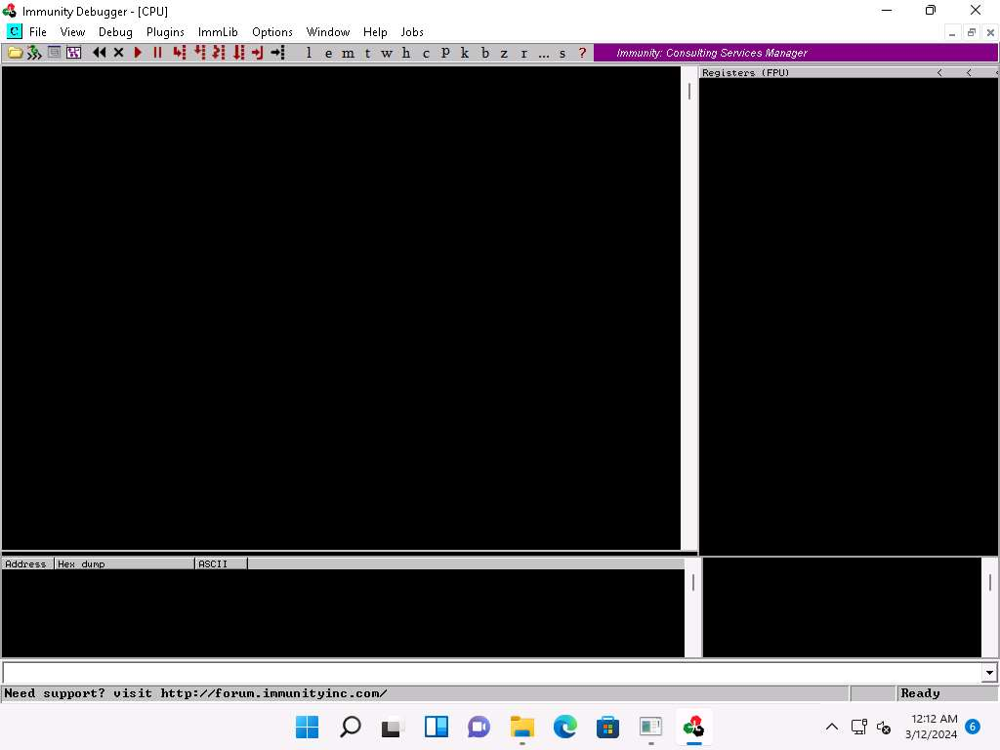 Immunity Debugger - [CPU]
C File View Debug Plugins ImmLib Options Window Help Jobs
l e m t w h c P k b z r ... s ? Immunity: Consulting Services Manager
Registers (FPU) < < <
Address Hex dump ASCII
Need support? visit http://forum.immunityinc.com/ Ready
12:12 AM
3/12/2024 6